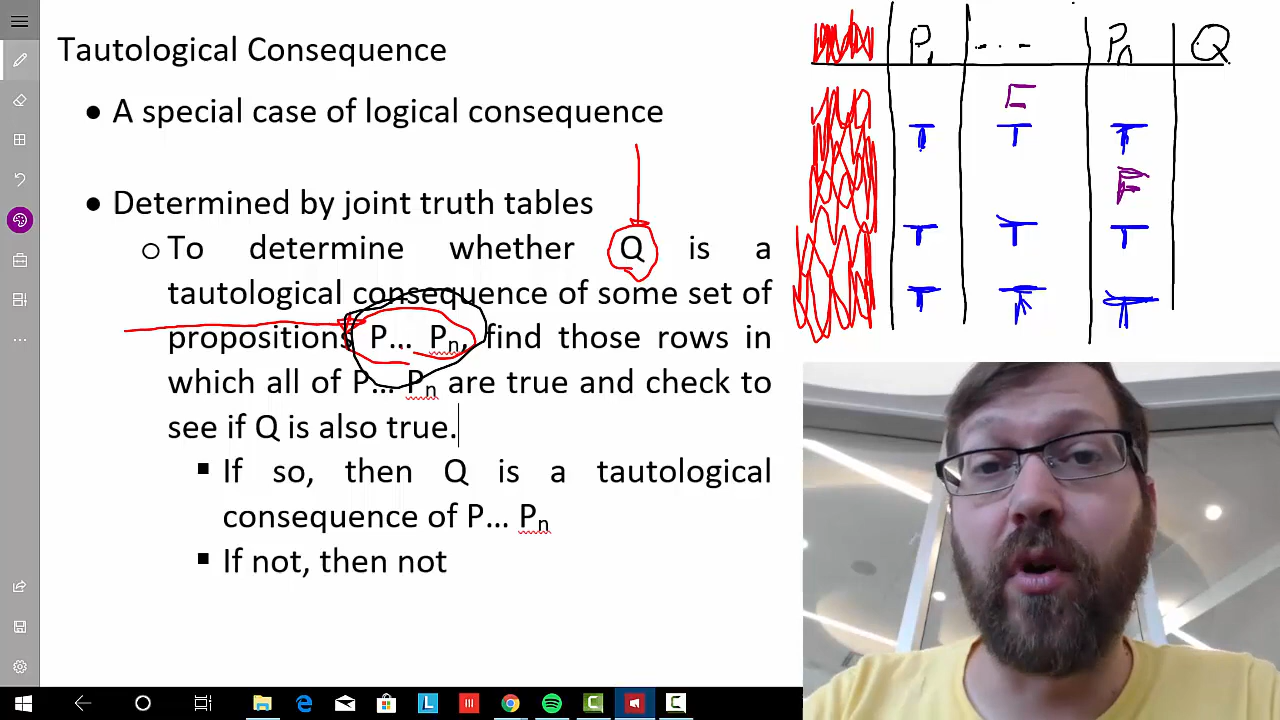 Tautological Consequence
● A special case of logical consequence
● Determined by joint truth tables
o To determine whether Q is a
tautological consequence of some set of
propositions P... Pn, find those rows in
which all of P... Pn are true and check to
see if Q is also true.
▪ If so, then Q is a tautological
consequence of P... Pn
▪ If not, then not
P1 ... Pn Q
F
T T T
F
T T T
T T T